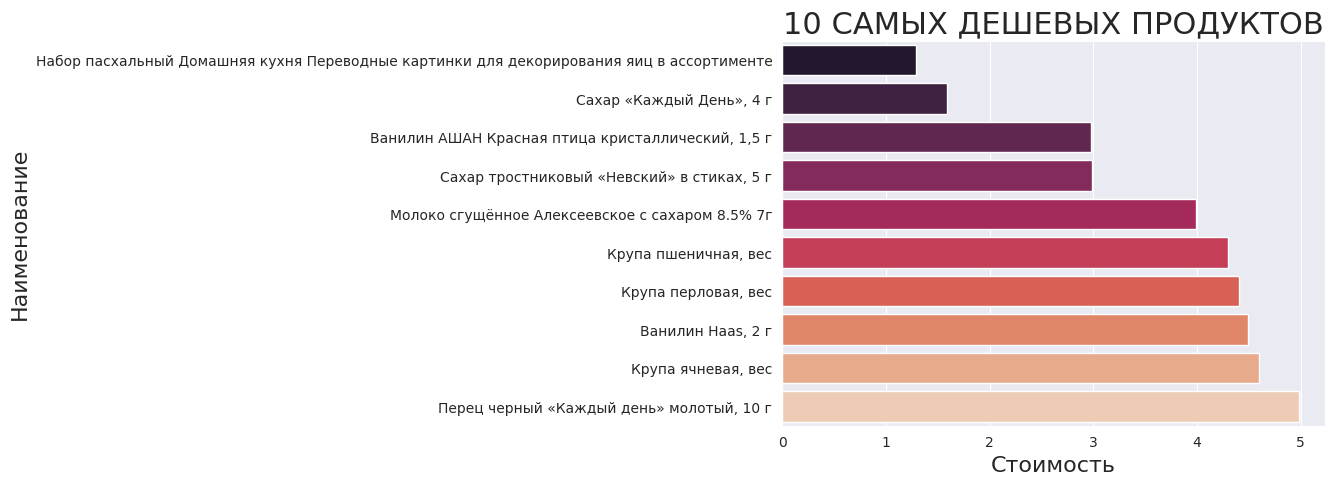 10 САМЫХ ДЕШЕВЫХ ПРОДУКТОВ
Наименование
Набор пасхальный Домашняя кухня Переводные картинки для декорирования яиц в ассортименте
Сахар «Каждый День», 4 г
Ванилин АШАН Красная птица кристаллический, 1,5 г
Сахар тростниковый «Невский» в стиках, 5 г
Молоко сгущённое Алексеевское с сахаром 8.5% 7г
Крупа пшеничная, вес
Крупа перловая, вес
Ванилин Haas, 2 г
Крупа ячневая, вес
Перец черный «Каждый день» молотый, 10 г
0 1 2 3 4 5
Стоимость